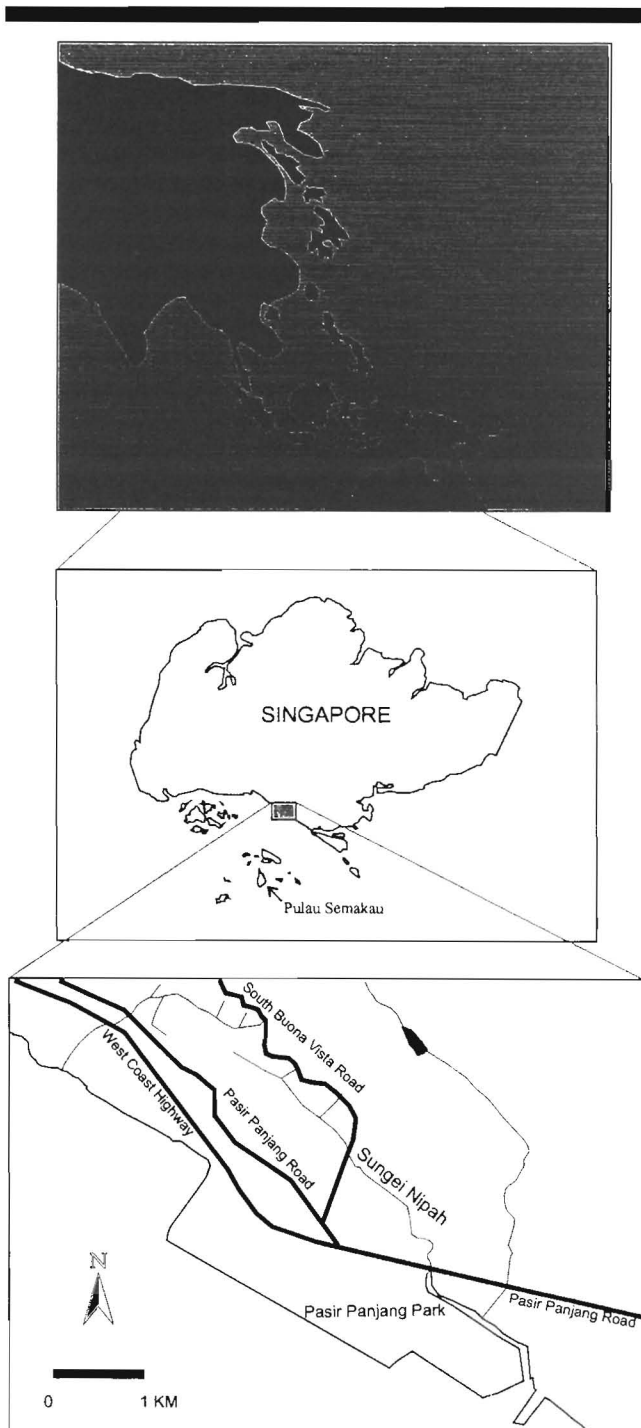 SINGAPORE
Pulau Semakau
South Buona Vista Road
West Coast Highway
Pasir Panjang Road
Sungei Nipah
N
Pasir Panjang Park
Pasir Panjang Road
0 1 KM